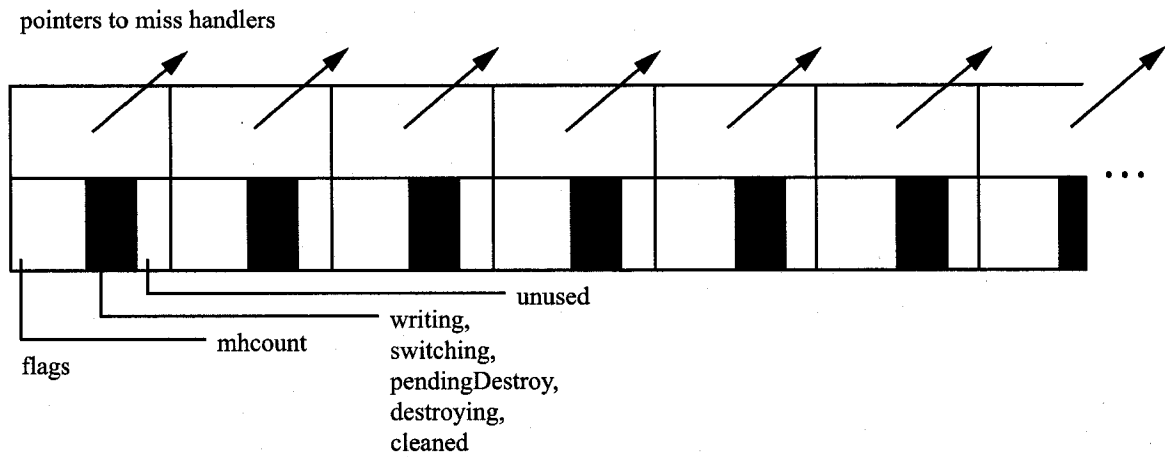 pointers to miss handlers
...
unused
writing,
mhcount
switching,
flags
pendingDestroy,
destroying,
cleaned